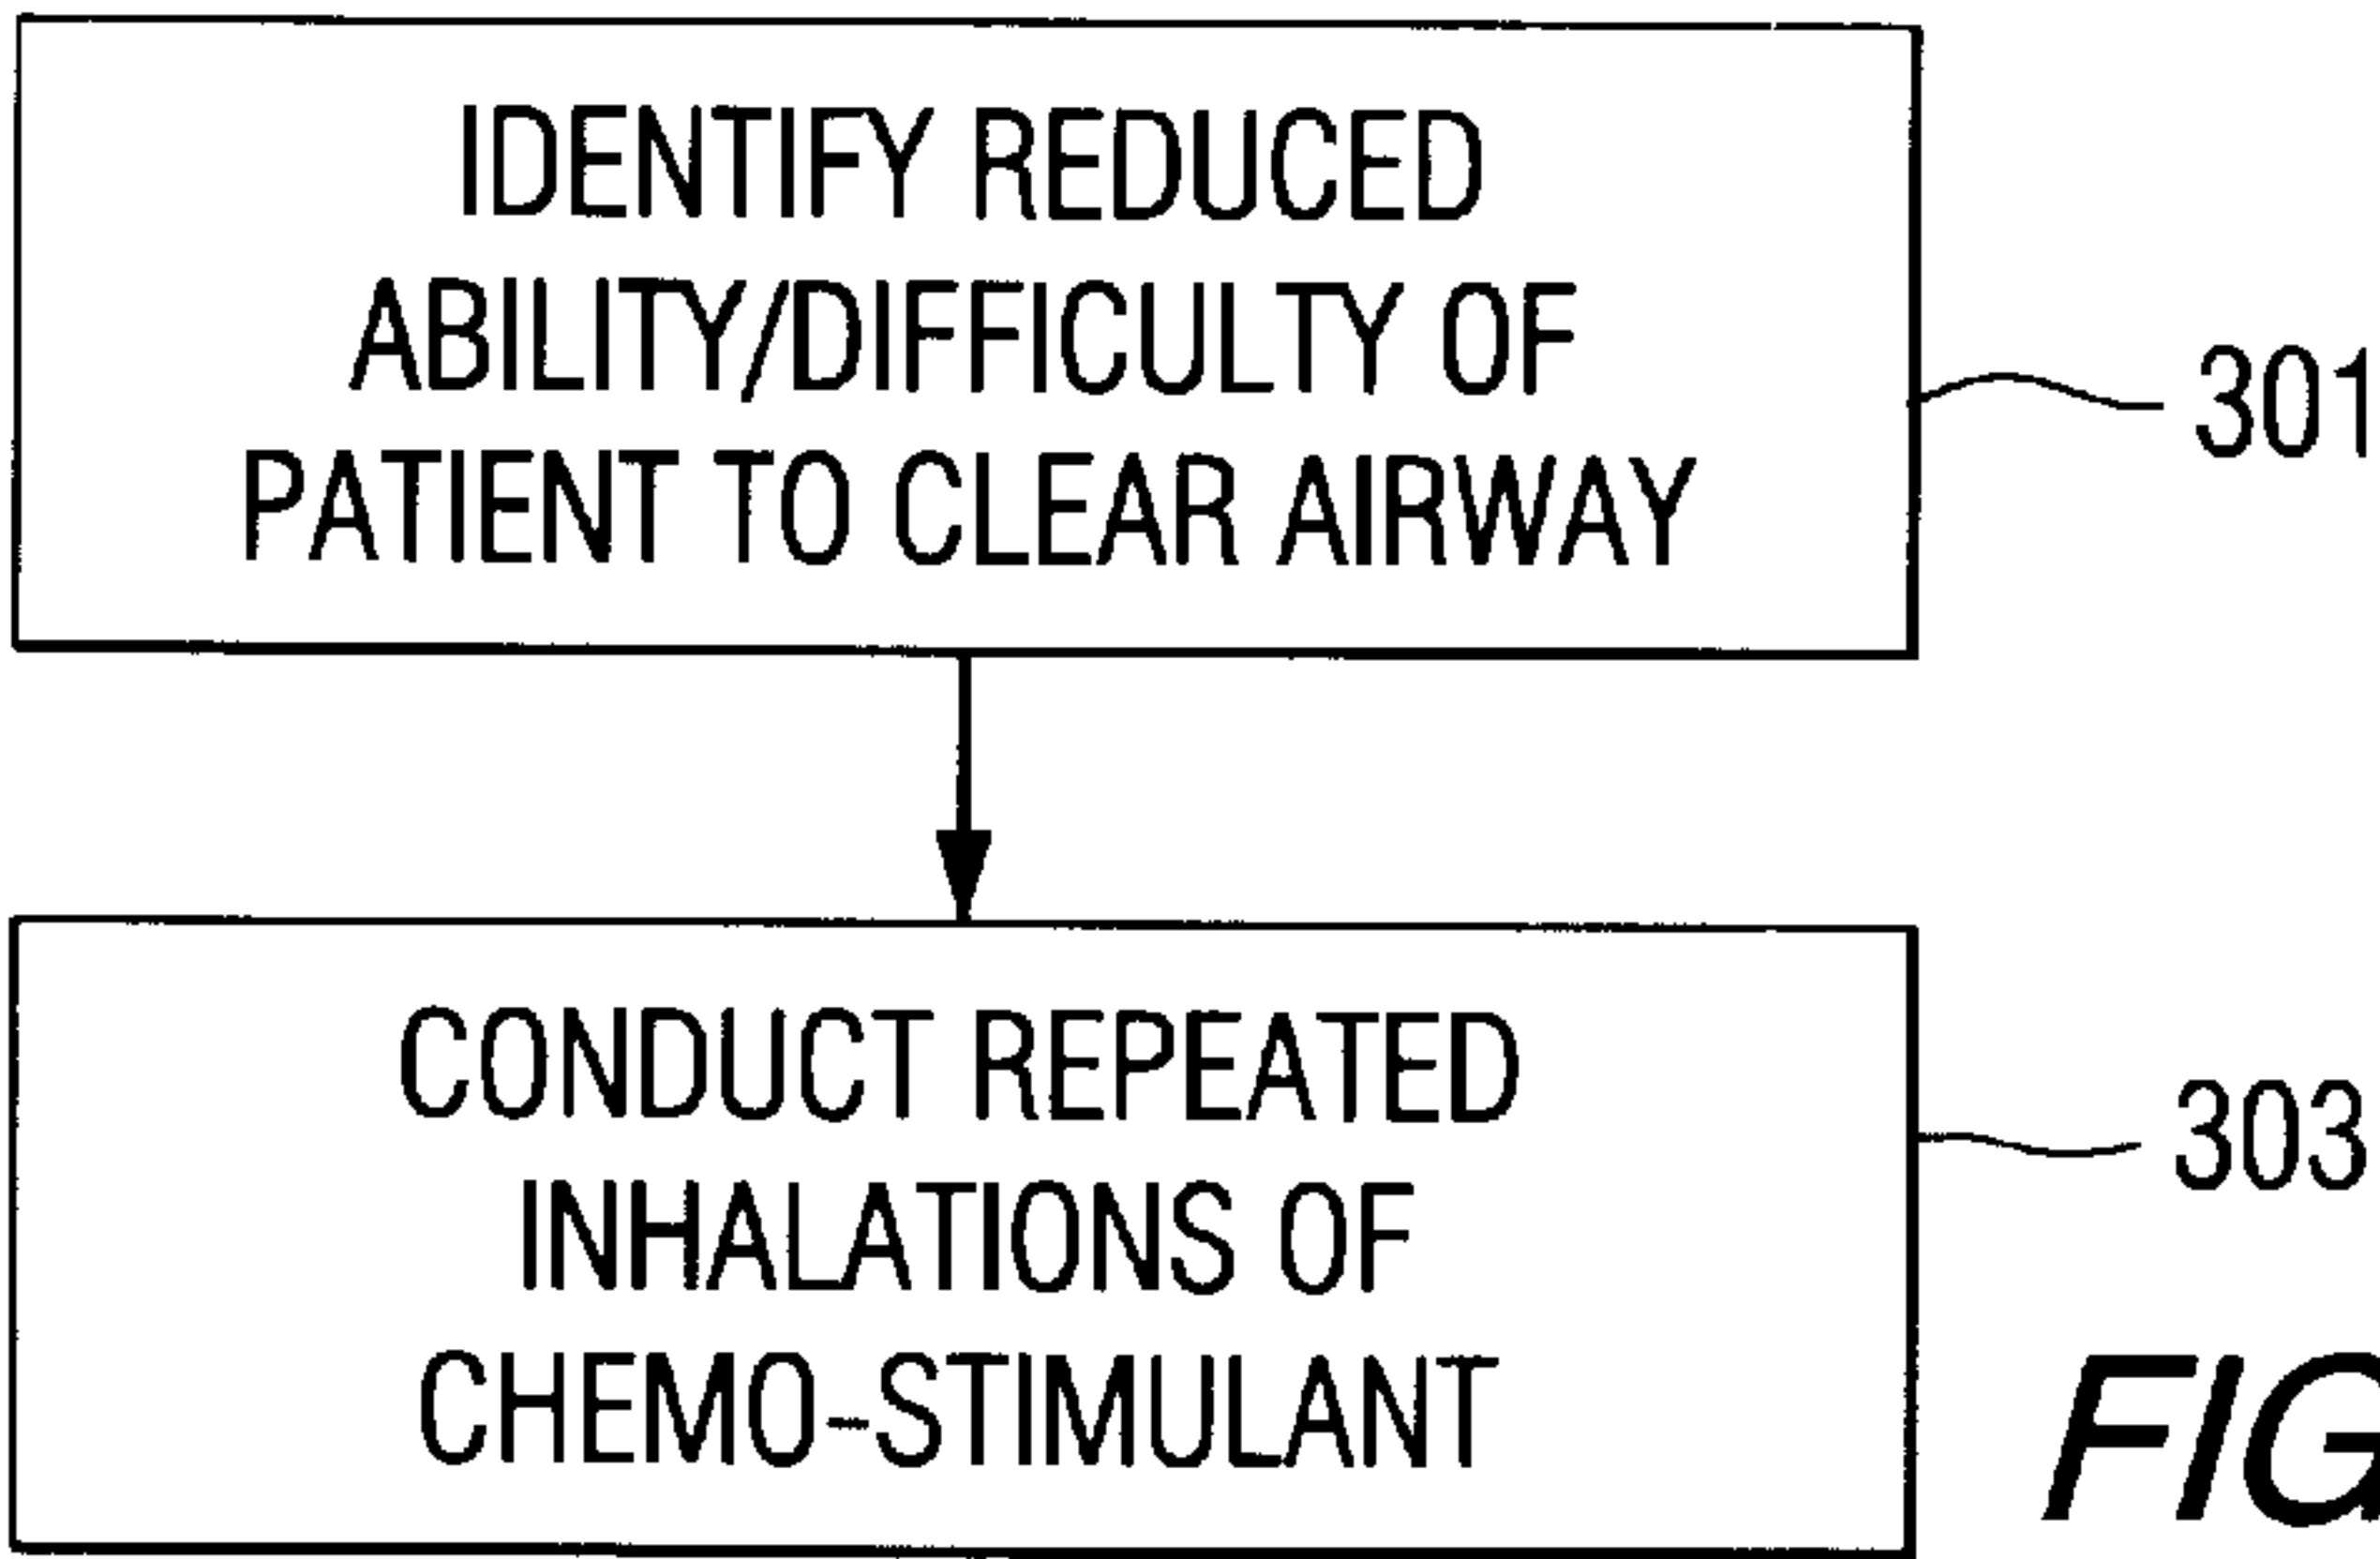 IDENTIFY REDUCED
ABILITY/DIFFICULTY OF
PATIENT TO CLEAR AIRWAY
301
CONDUCT REPEATED
INHALATIONS OF
CHEMO-STIMULANT
303
FIG